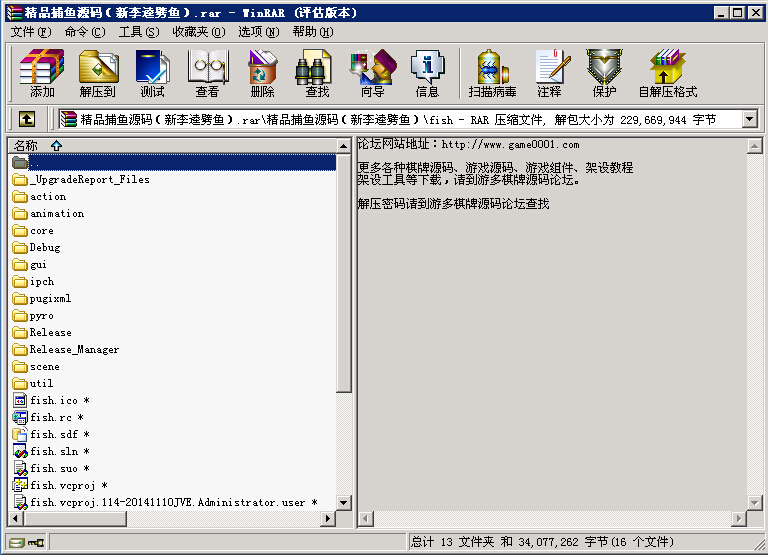 精品捕鱼源码(新李逵劈鱼).rar - WinRAR (评估版本)
文件(F) 命令(C) 工具(S) 收藏夹(O) 选项(N) 帮助(H)
添加 解压到 测试 查看 删除 查找 向导 信息 扫描病毒 注释 保护 自解压格式
精品捕鱼源码(新李逵劈鱼).rar\精品捕鱼源码(新李逵劈鱼)\fish - RAR 压缩文件, 解包大小为 229,669,944 字节
名称
..
_UpgradeReport_Files
action
animation
core
Debug
gui
ipch
pugixml
pyro
Release
Release_Manager
scene
util
fish.ico *
fish.rc *
fish.sdf *
fish.sln *
fish.suo *
fish.vcproj *
fish.vcproj.114-20141110JVE.Administrator.user *
论坛网站地址：http://www.game0001.com
更多各种棋牌源码、游戏源码、游戏组件、架设教程
架设工具等下载，请到游多棋牌源码论坛。
解压密码请到游多棋牌源码论坛查找
总计 13 文件夹 和 34,077,262 字节(16 个文件)